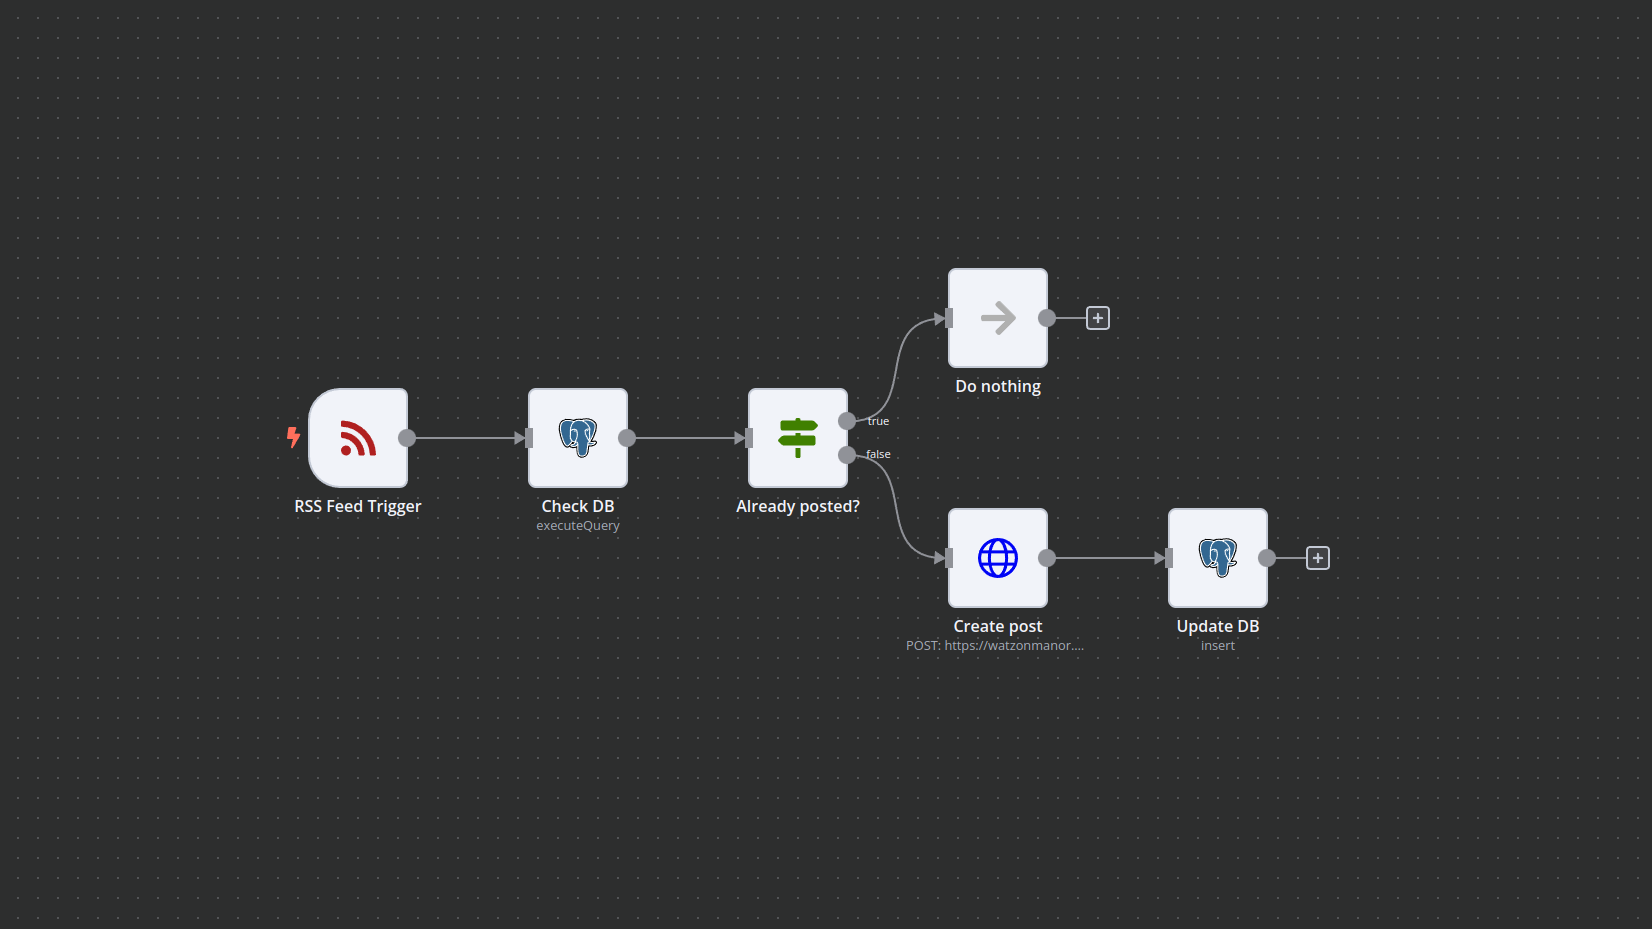 RSS Feed Trigger
Check DB
executeQuery
Already posted?
true
false
Do nothing
Create post
POST: https://watzonmanor....
Update DB
insert